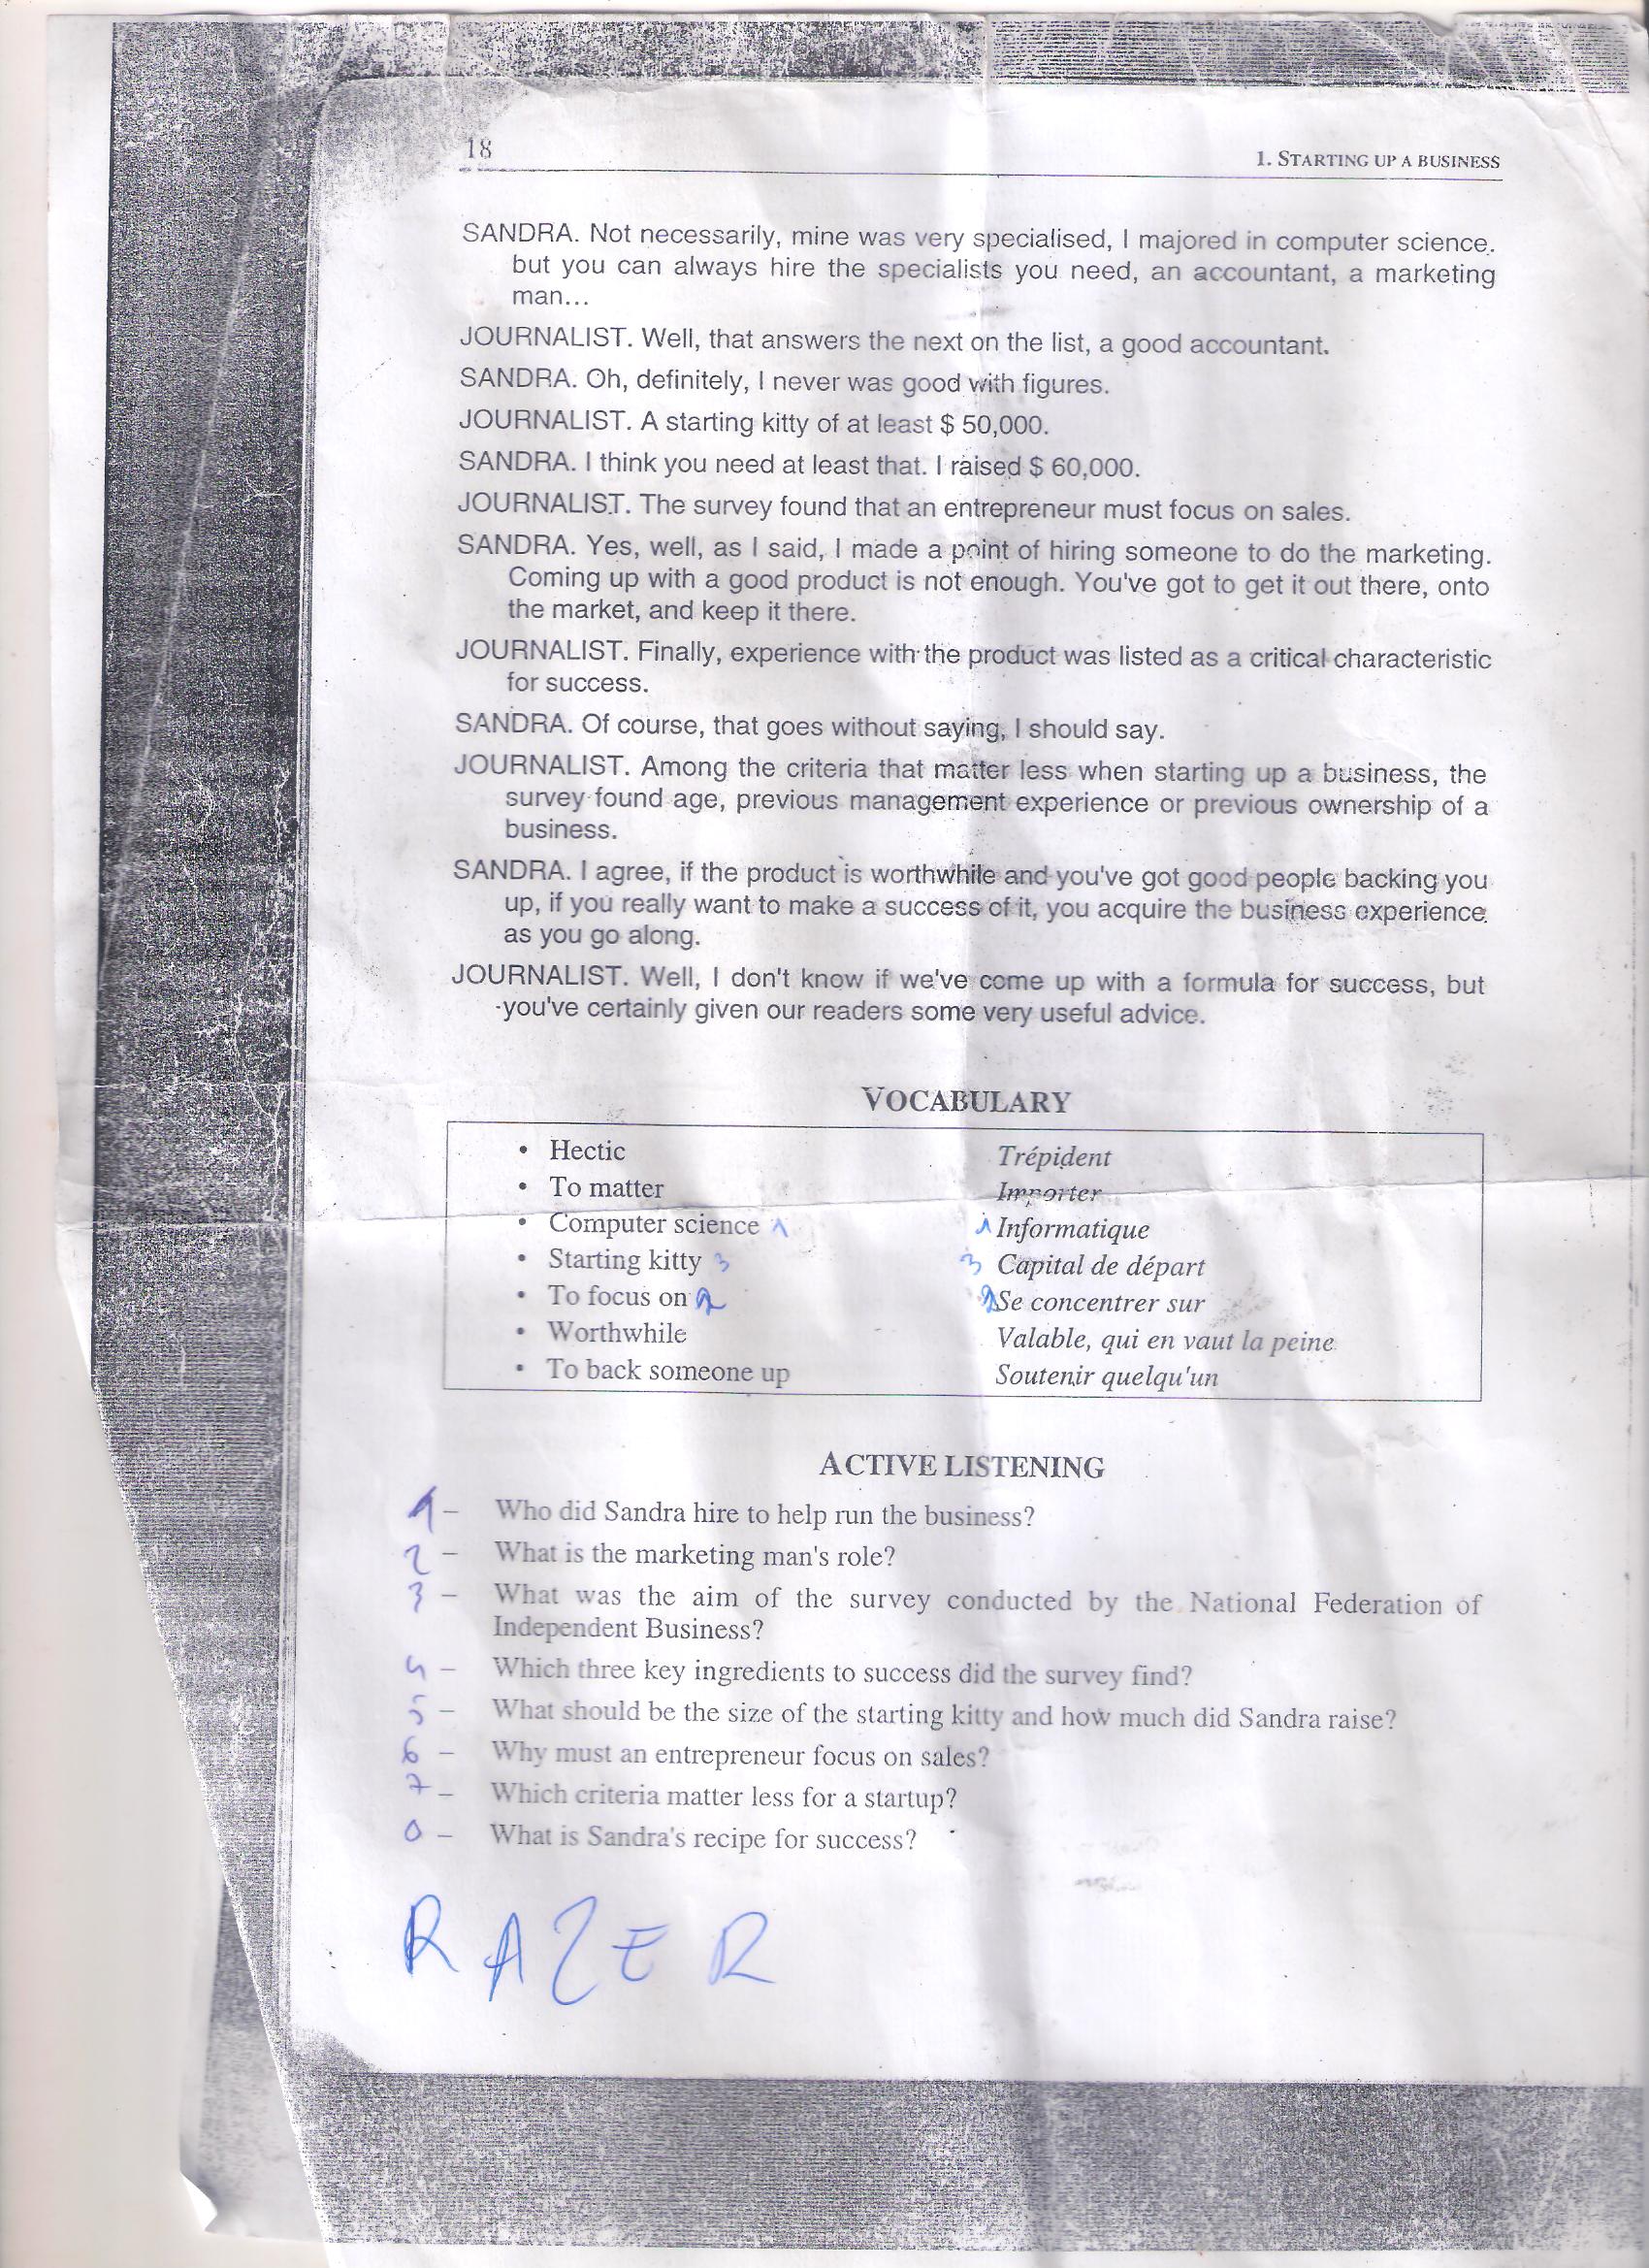 18
1. STARTING UP A BUSINESS
SANDRA. Not necessarily, mine was very specialised, I majored in computer science.
but you can always hire the specialists you need, an accountant, a marketing
man...
JOURNALIST. Well, that answers the next on the list, a good accountant.
SANDRA. Oh, definitely, I never was good with figures.
JOURNALIST. A starting kitty of at least $ 50,000.
SANDRA. I think you need at least that. I raised $ 60,000.
JOURNALIST. The survey found that an entrepreneur must focus on sales.
SANDRA. Yes, well, as I said, I made a point of hiring someone to do the marketing.
Coming up with a good product is not enough. You've got to get it out there, onto
the market, and keep it there.
JOURNALIST. Finally, experience with the product was listed as a critical characteristic
for success.
SANDRA. Of course, that goes without saying, I should say.
JOURNALIST. Among the criteria that matter less when starting up a business, the
survey found age, previous management experience or previous ownership of a
business.
SANDRA. I agree, if the product is worthwhile and you've got good people backing you
up, if you really want to make a success of it, you acquire the business experience
as you go along.
JOURNALIST. Well, I don't know if we've come up with a formula for success, but
you've certainly given our readers some very useful advice.
VOCABULARY
• Hectic Trépident
• To matter Importer
• Computer science 1 1 Informatique
• Starting kitty 3 3 Capital de départ
• To focus on 2 2 Se concentrer sur
• Worthwhile Valable, qui en vaut la peine
• To back someone up Soutenir quelqu'un
ACTIVE LISTENING
1 – Who did Sandra hire to help run the business?
2 – What is the marketing man's role?
3 – What was the aim of the survey conducted by the National Federation of
Independent Business?
4 – Which three key ingredients to success did the survey find?
5 – What should be the size of the starting kitty and how much did Sandra raise?
6 – Why must an entrepreneur focus on sales?
7 – Which criteria matter less for a startup?
0 – What is Sandra's recipe for success?
RAZER